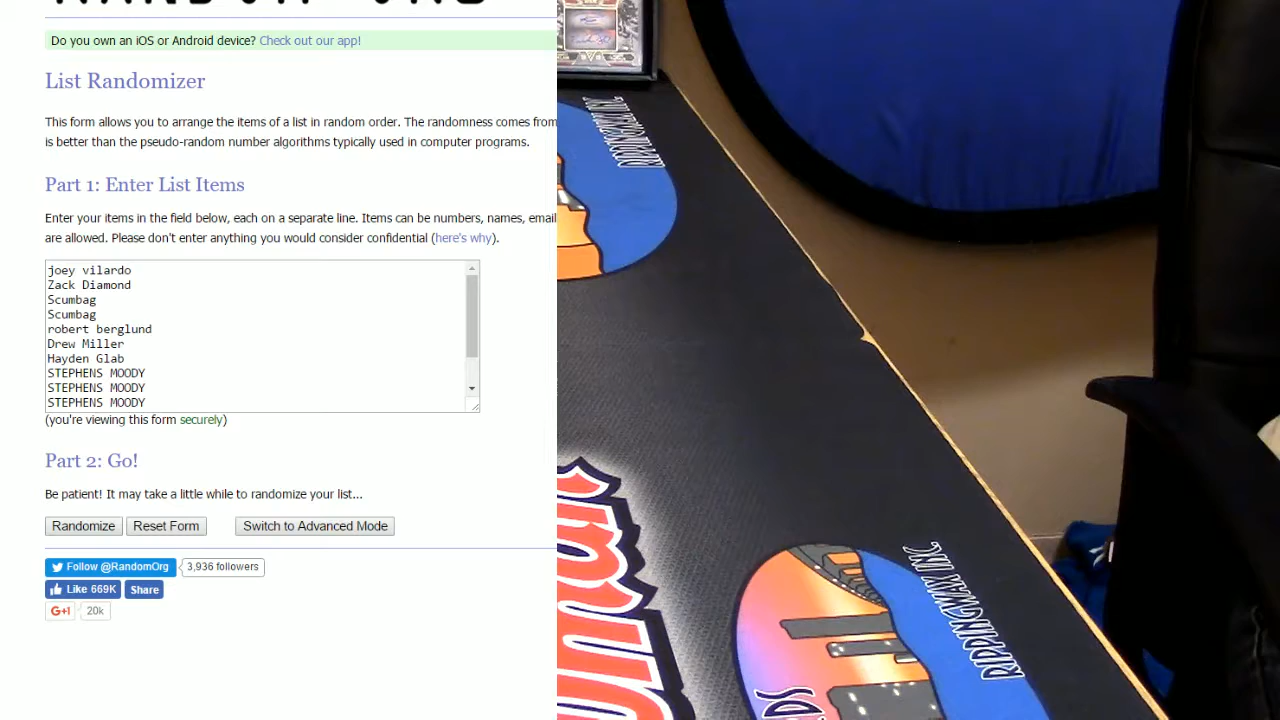 Do you own an iOS or Android device? Check out our app!
List Randomizer
This form allows you to arrange the items of a list in random order. The randomness comes from
is better than the pseudo-random number algorithms typically used in computer programs.
Part 1: Enter List Items
Enter your items in the field below, each on a separate line. Items can be numbers, names, email
are allowed. Please don't enter anything you would consider confidential (here's why).
joey vilardo
Zack Diamond
Scumbag
Scumbag
robert berglund
Drew Miller
Hayden Glab
STEPHENS MOODY
STEPHENS MOODY
STEPHENS MOODY
(you're viewing this form securely)
Part 2: Go!
Be patient! It may take a little while to randomize your list...
Randomize Reset Form Switch to Advanced Mode
Follow @RandomOrg 3,936 followers
Like 669K Share
G+1 20k
RIPPINGWAX INC.
RIPPINGWAX INC.